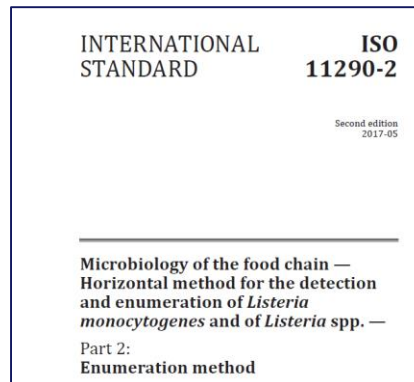 INTERNATIONAL ISO
STANDARD 11290-2
Second edition
2017-05
Microbiology of the food chain —
Horizontal method for the detection
and enumeration of Listeria
monocytogenes and of Listeria spp. —
Part 2:
Enumeration method